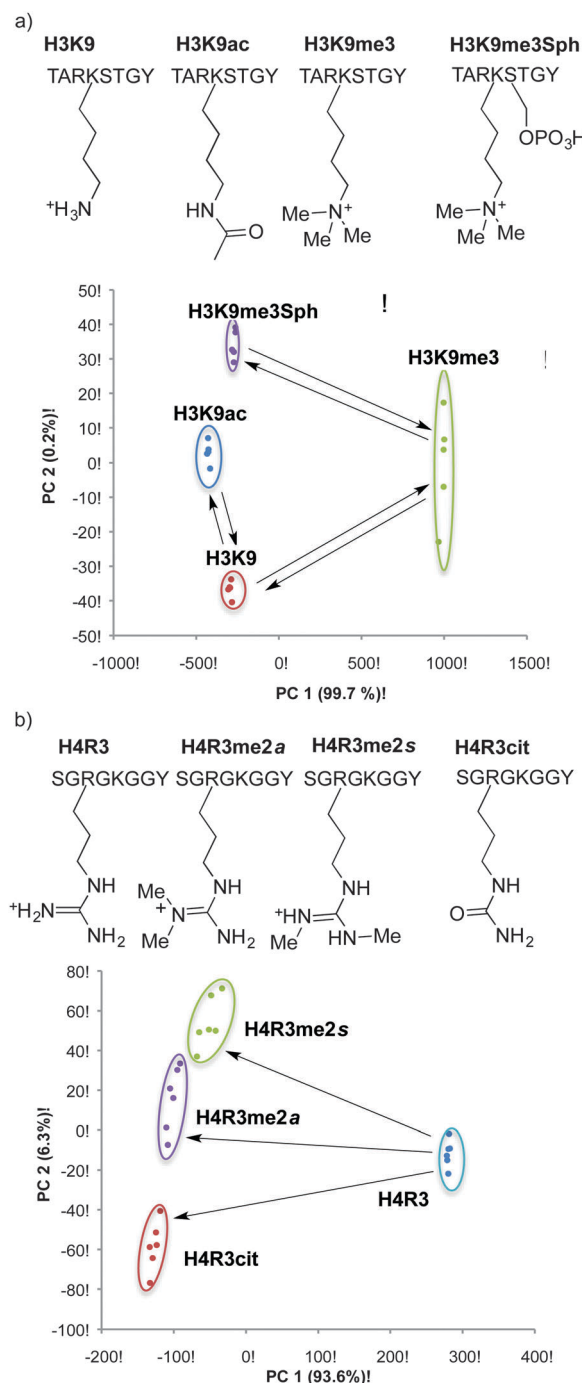 a)
H3K9 H3K9ac H3K9me3 H3K9me3Sph
TARKSTGY TARKSTGY TARKSTGY TARKSTGY
OPO3H
+H3N HN O Me N+ Me Me Me N+ Me Me
50!
40!
30!
20!
10!
0!
-10!
-20!
-30!
-40!
-50!
PC 2 (0.2%)!
H3K9me3Sph
!
H3K9me3
!
H3K9ac
H3K9
-1000! -500! 0! 500! 1000! 1500!
PC 1 (99.7 %)!
b)
H4R3 H4R3me2a H4R3me2s H4R3cit
SGRGKGGY SGRGKGGY SGRGKGGY SGRGKGGY
+H2N NH NH2
Me N+ Me NH NH2
+HN Me NH HN Me
O NH NH2
80!
60!
40!
20!
0!
-20!
-40!
-60!
-80!
-100!
PC 2 (6.3%)!
H4R3me2s
H4R3me2a
H4R3
H4R3cit
-200! -100! 0! 100! 200! 300! 400!
PC 1 (93.6%)!